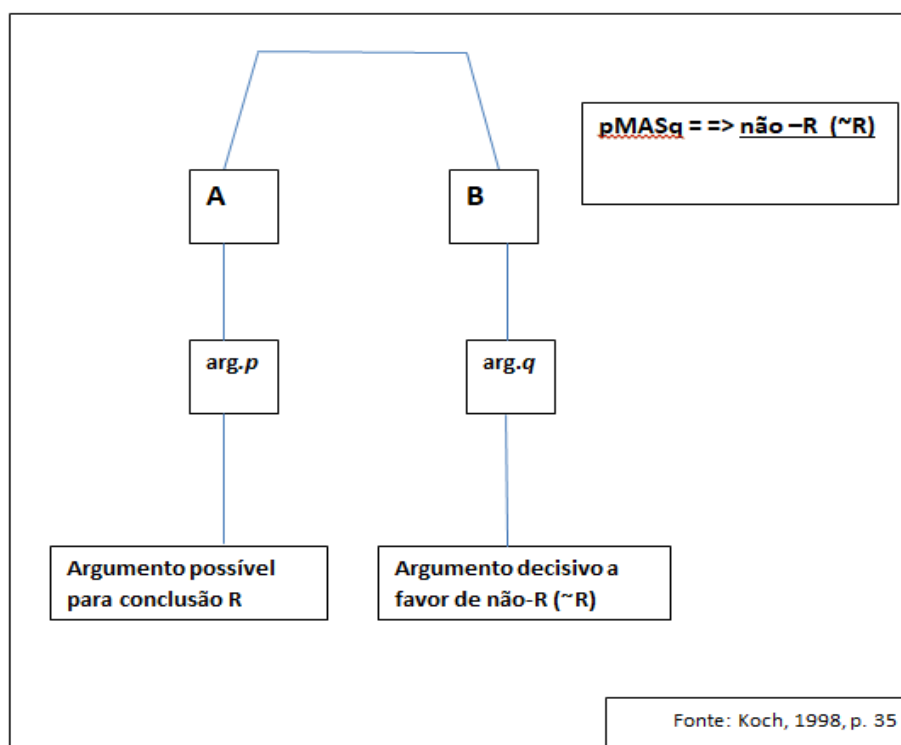 pMASq = => não –R (~R)
A
B
arg.p
arg.q
Argumento possível
para conclusão R
Argumento decisivo a
favor de não-R (~R)
Fonte: Koch, 1998, p. 35